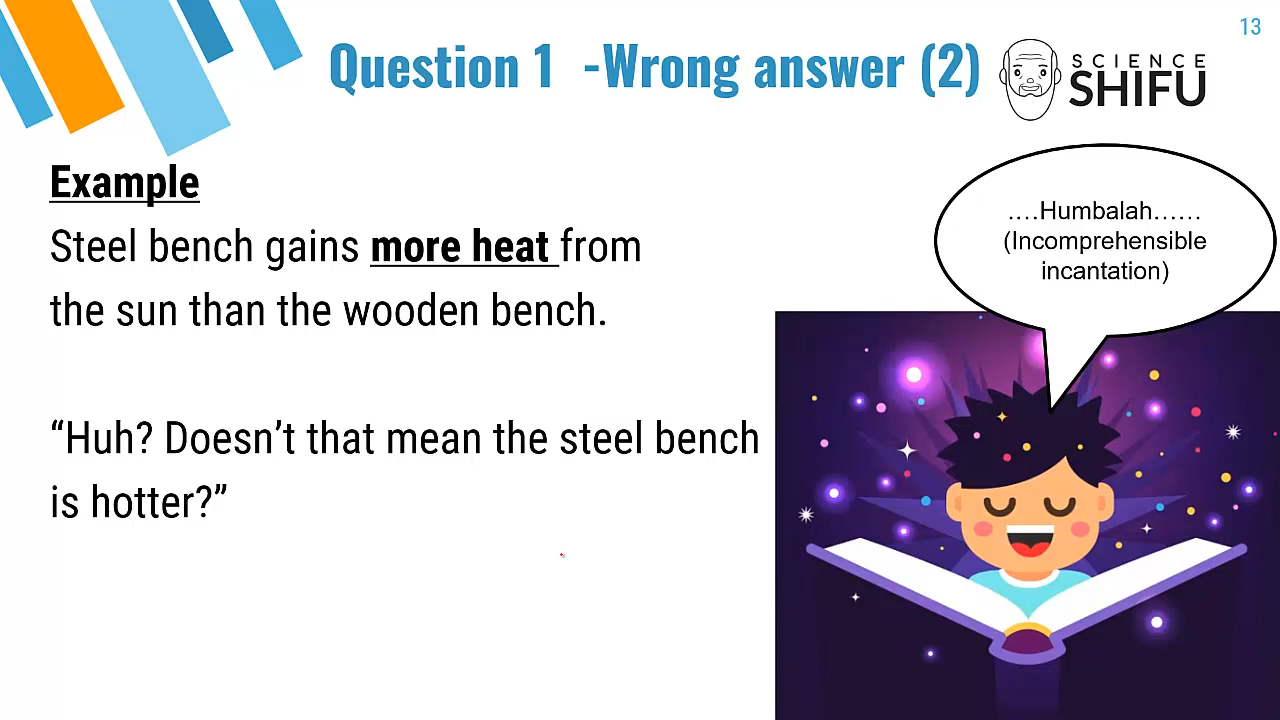 13
Question 1 -Wrong answer (2)
SCIENCE
SHIFU
Example
Steel bench gains more heat from
the sun than the wooden bench.
“Huh? Doesn’t that mean the steel bench
is hotter?”
....Humbalah……
(Incomprehensible
incantation)